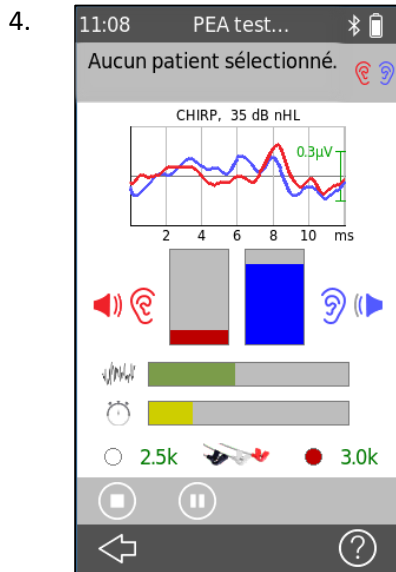 4.
11:08 PEA test...
Aucun patient sélectionné.
CHIRP, 35 dB nHL
0.3µV
2 4 6 8 10 ms
2.5k 3.0k
?